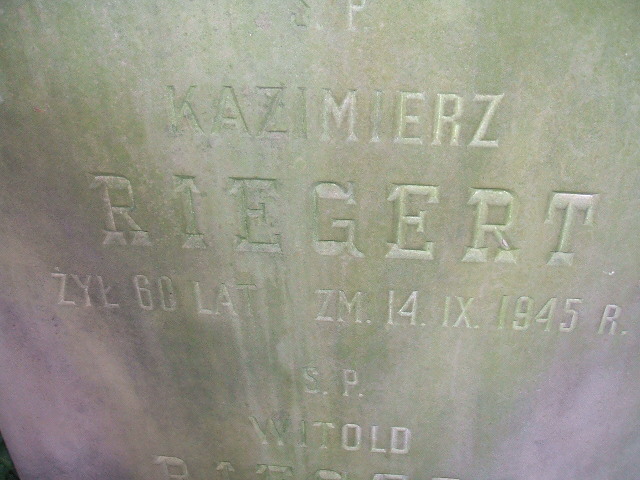 Ś. P.
KAZIMIERZ
RIEGERT
ŻYŁ 60 LAT ZM. 14. IX. 1945 R.
Ś. P.
WITOLD